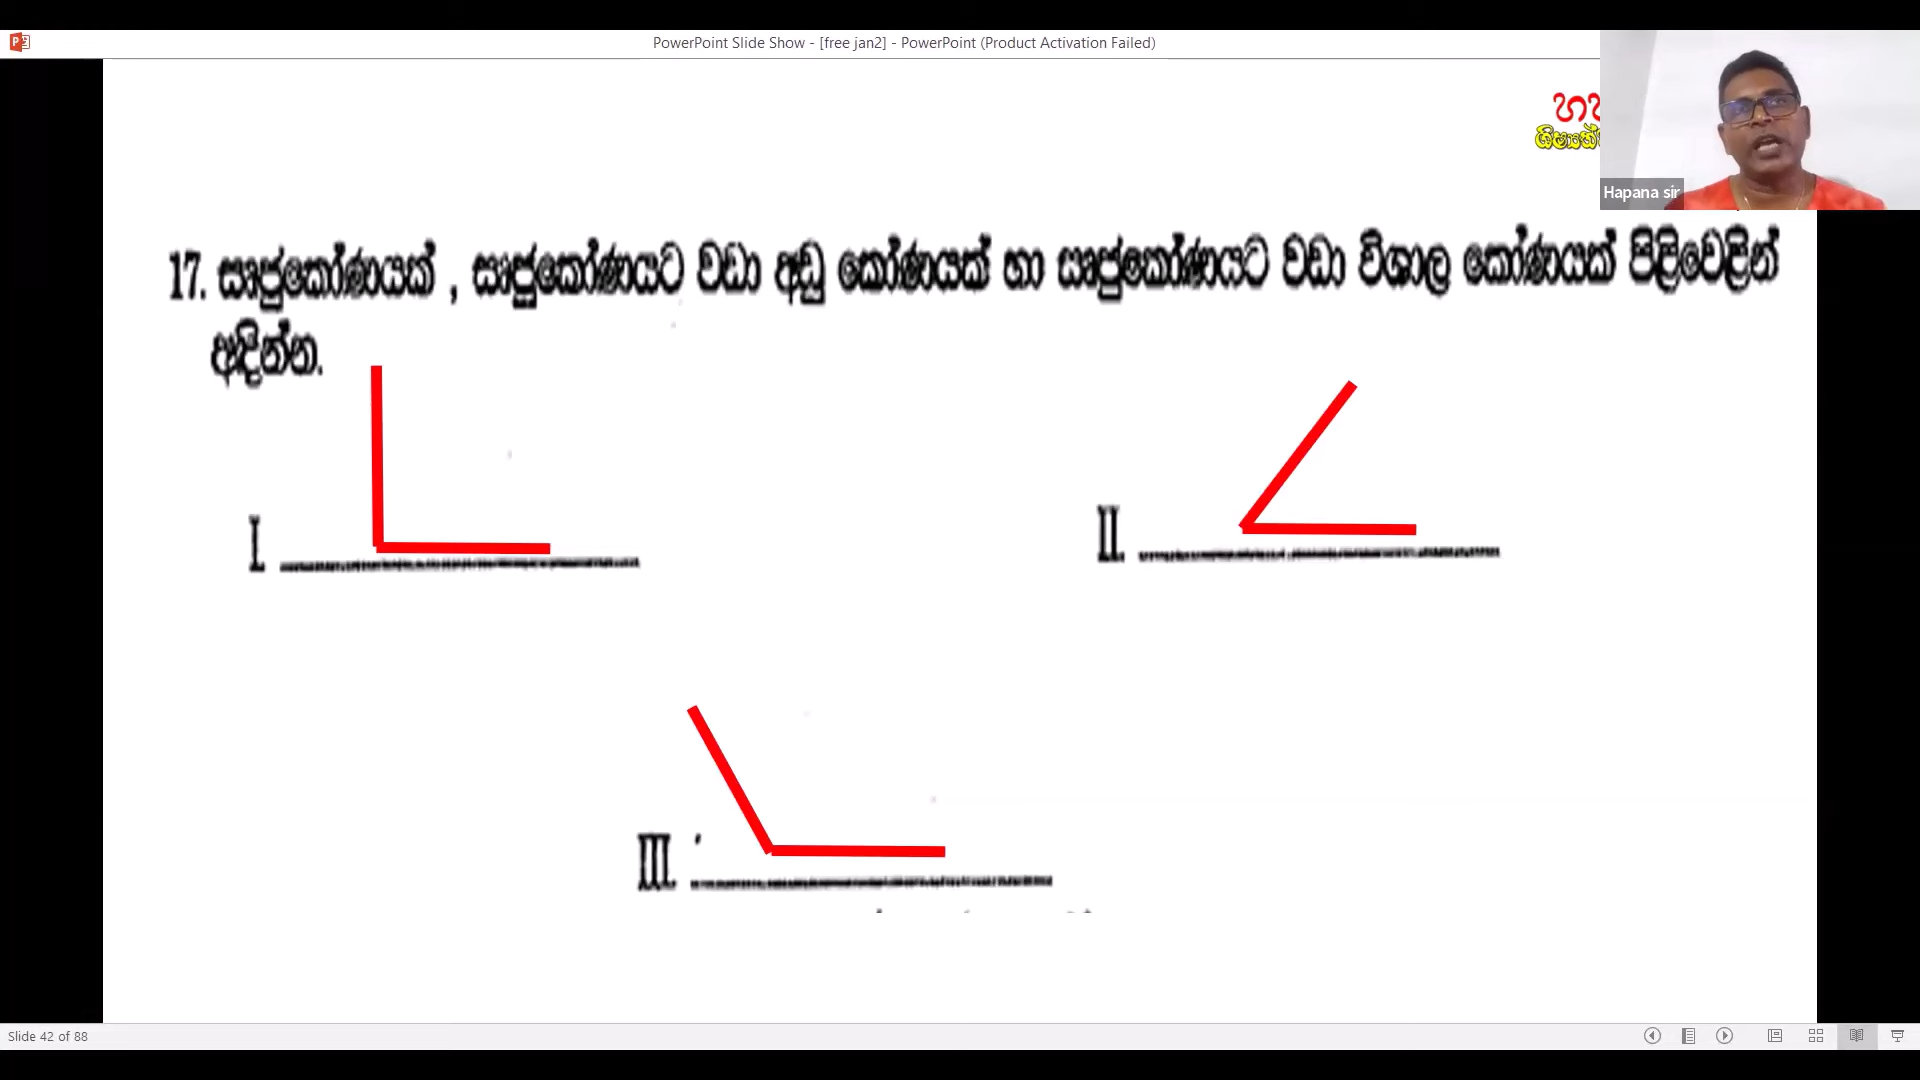 PowerPoint Slide Show - [free jan2] - PowerPoint (Product Activation Failed)
Hapana sir
17. සෘජුකෝණයක් , සෘජුකෝණයට වඩා අඩු කෝණයක් හා සෘජුකෝණයට වඩා විශාල කෝණයක් පිළිවෙළින්
අදින්න.
I.
II.
III.
Slide 42 of 88